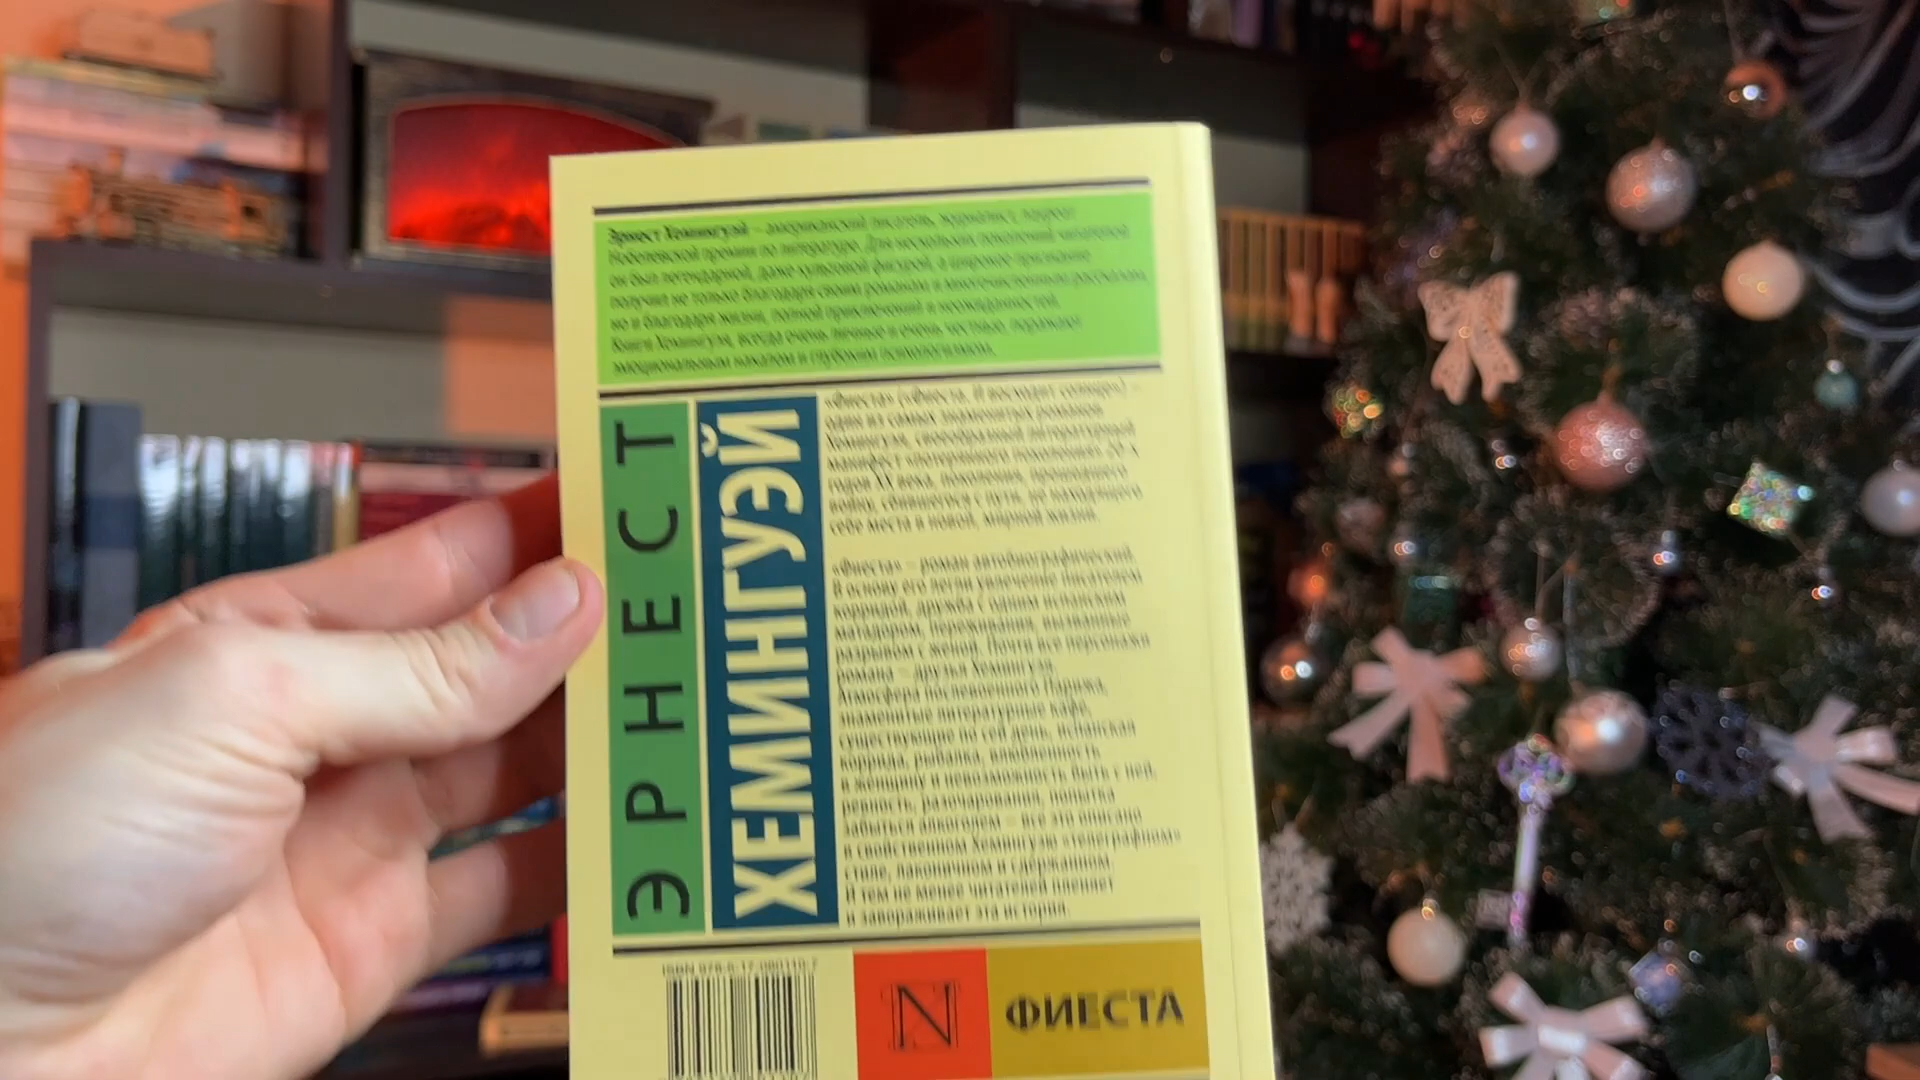 Эрнест Хемингуэй – американский писатель, журналист, лауреат
Нобелевской премии по литературе. Для нескольких поколений читателей
он был легендарной, даже культовой фигурой, а широкое признание
получил не только благодаря своим романам и многочисленным рассказам,
но и благодаря жизни, полной приключений и неожиданностей.
Книги Хемингуэя, всегда очень личные и очень честные, поражают
эмоциональным накалом и глубоким психологизмом.
ЭРНЕСТ
ХЕМИНГУЭЙ
«Фиеста» («Фиеста. И восходит солнце») –
один из самых знаменитых романов
Хемингуэя, своеобразный литературный
манифест «потерянного поколения» 20-х
годов XX века, поколения, прошедшего
войну, сбившегося с пути, не находящего
себе места в новой, мирной жизни.
«Фиеста» – роман автобиографический.
В основу его легли увлечение писателем
корридой, дружба с одним испанским
матадором, переживания, вызванные
разрывом с женой. Почти все персонажи
романа – друзья Хемингуэя.
Атмосфера послевоенного Парижа,
знаменитые литературные кафе,
существующие по сей день, испанская
коррида, рыбалка, влюбленность
в женщину и невозможность быть с ней,
ревность, разочарования, попытка
забыться алкоголем – все это описано
в свойственном Хемингуэю «телеграфном»
стиле, лаконичном и сдержанном.
И тем не менее читателей пленяет
и завораживает эта история.
ISBN
N
ФИЕСТА